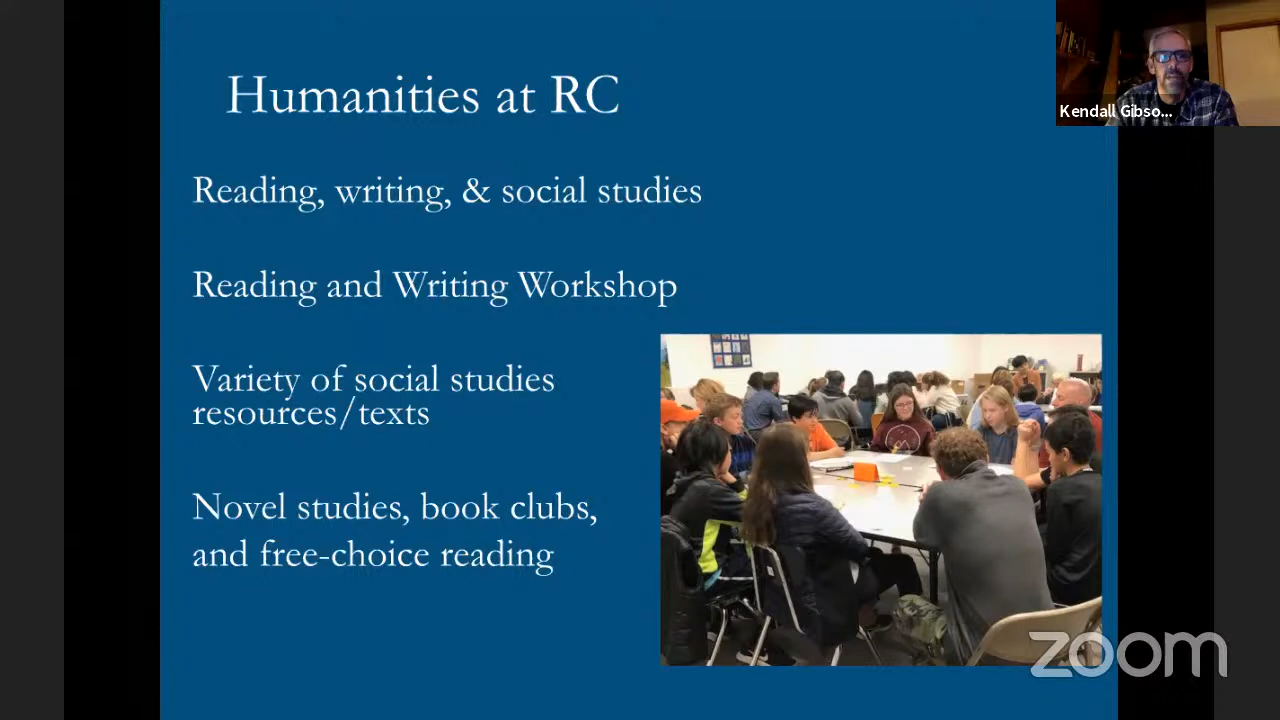 Humanities at RC
Kendall Gibso...
Reading, writing, & social studies
Reading and Writing Workshop
Variety of social studies
resources/texts
Novel studies, book clubs,
and free-choice reading
zoom